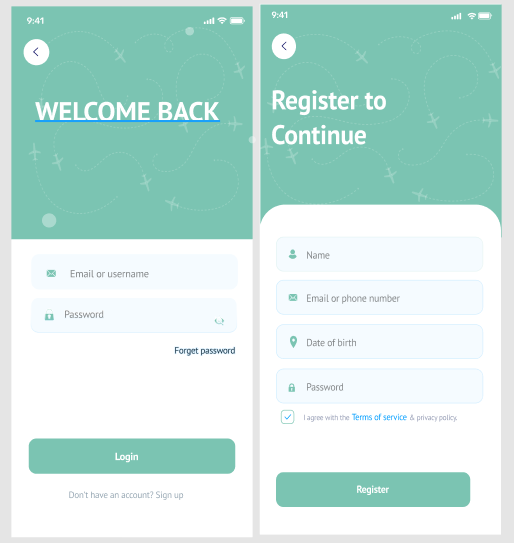 9:41
WELCOME BACK
Email or username
Password
Forget password
Login
Don't have an account? Sign up
9:41
Register to
Continue
Name
Email or phone number
Date of birth
Password
I agree with the Terms of service & privacy policy.
Register